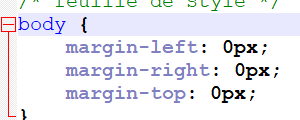 /* feuille de style */
body {
margin-left: 0px;
margin-right: 0px;
margin-top: 0px;
}